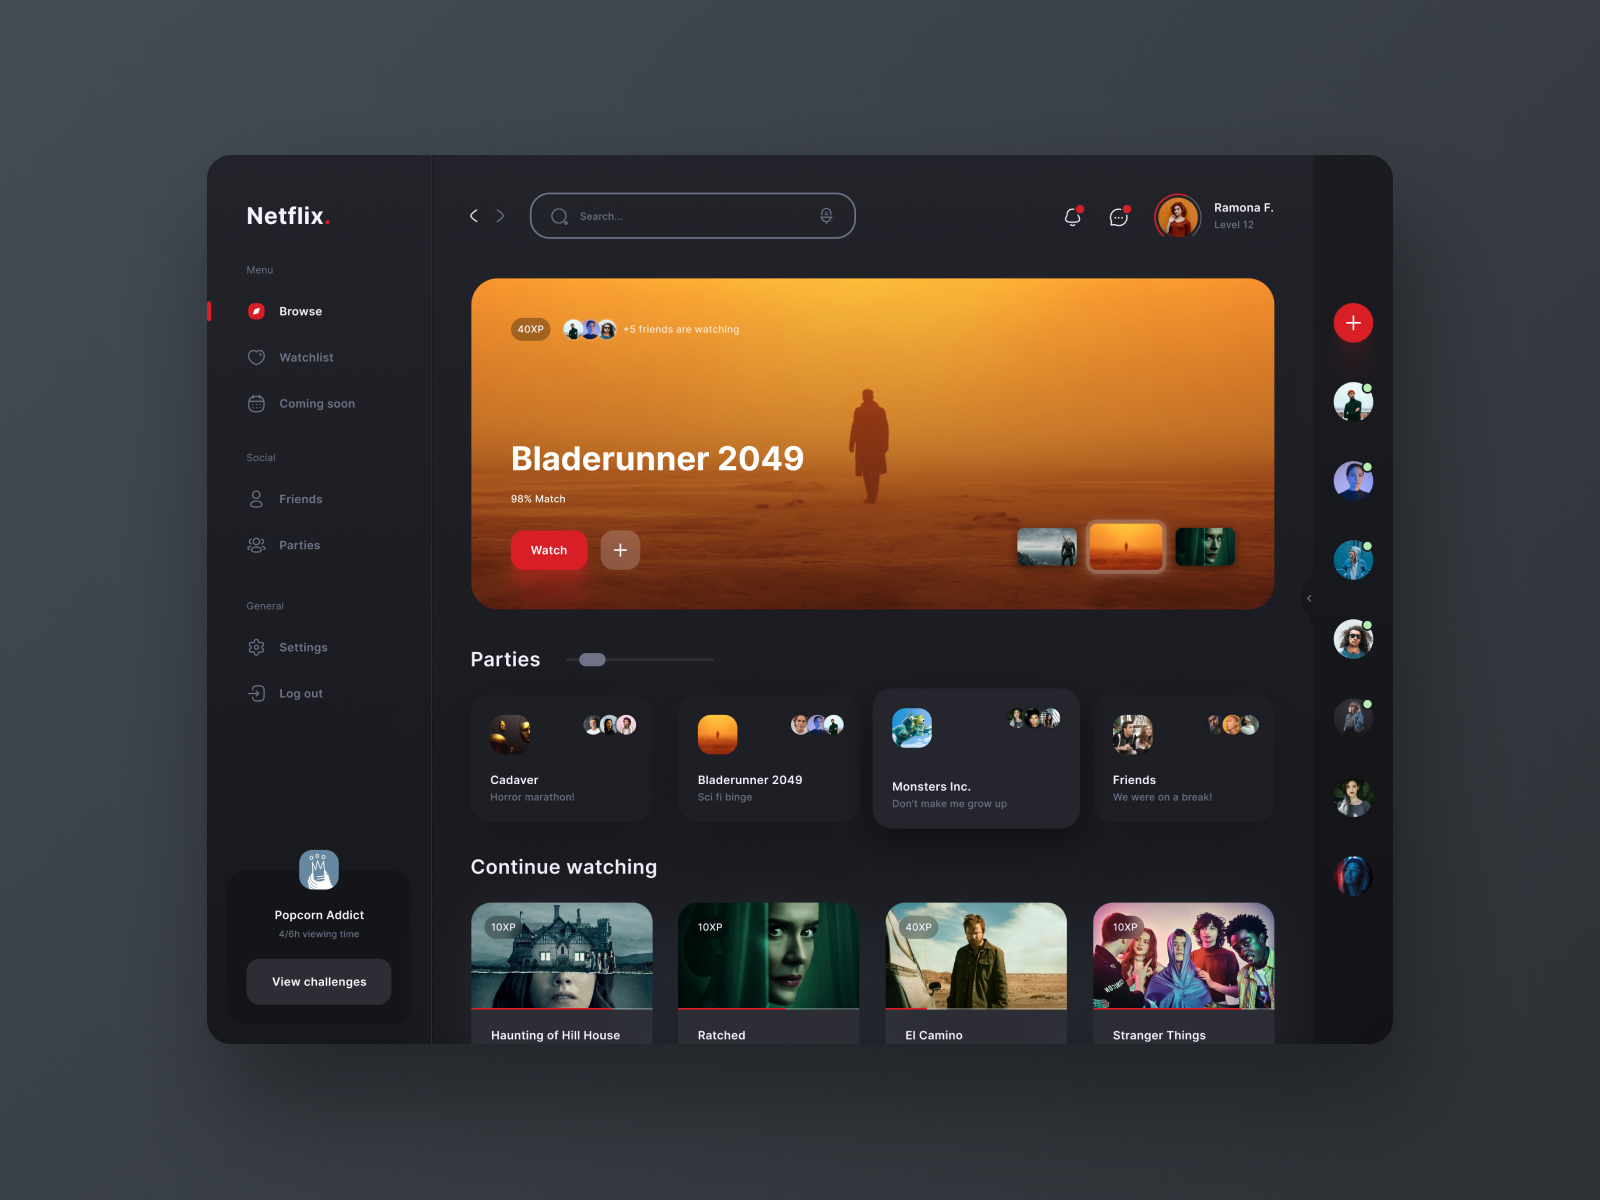 Netflix.
Menu
Browse
Watchlist
Coming soon
Social
Friends
Parties
General
Settings
Log out
Popcorn Addict
4/6h viewing time
View challenges
Search...
Ramona F.
Level 12
40XP
+5 friends are watching
Bladerunner 2049
98% Match
Watch
Parties
Cadaver
Horror marathon!
Bladerunner 2049
Sci fi binge
Monsters Inc.
Don't make me grow up
Friends
We were on a break!
Continue watching
10XP
Haunting of Hill House
10XP
Ratched
40XP
El Camino
10XP
Stranger Things